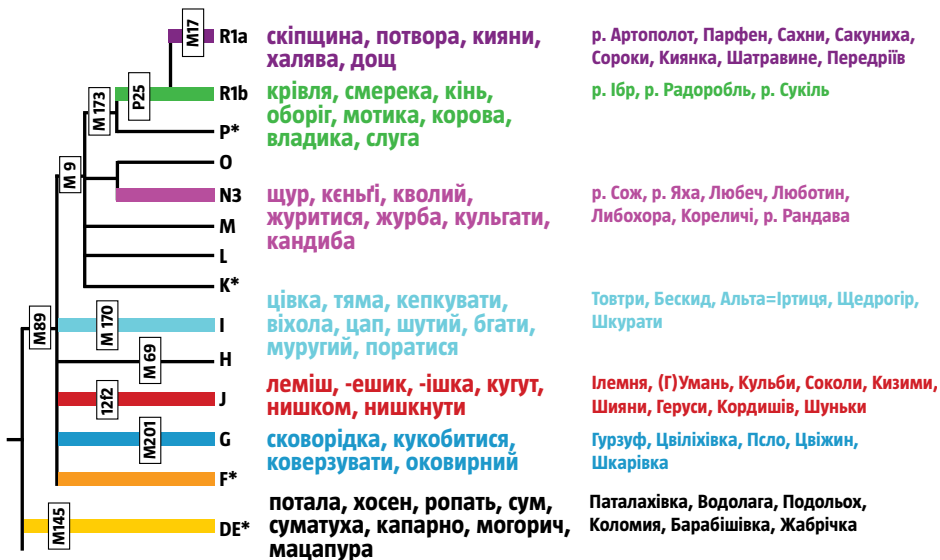 M17
R1a
скіпщина, потвора, кияни,
халява, дощ
р. Артополот, Парфен, Сахни, Сакуниха,
Сороки, Киянка, Шатравине, Передріїв
M 173
P25
R1b
крівля, смерека, кінь,
оборіг, мотика, корова,
владика, слуга
р. Ібр, р. Радоробль, р. Сукіль
P*
M 9
O
N3
щур, кєньґі, кволий,
журитися, журба, кульгати,
кандиба
р. Сож, р. Яха, Любеч, Люботин,
Либохора, Кореличі, р. Рандава
M
L
K*
M89
M 170
I
цівка, тяма, кепкувати,
віхола, цап, шутий, бгати,
муругий, поратися
Товтри, Бескид, Альта=Іртиця, Щедрогір,
Шкурати
M 69
H
12f2
J
леміш, -ешик, -ішка, кугут,
нишком, нишкнути
Ілемня, (Г)Умань, Кульби, Соколи, Кизими,
Шияни, Геруси, Кордишів, Шуньки
M201
G
сковорідка, кукобитися,
коверзувати, оковирний
Гурзуф, Цвіліхівка, Псло, Цвіжин,
Шкарівка
F*
M145
DE*
потала, хосен, ропать, сум,
суматуха, капарно, могорич,
мацапура
Паталахівка, Водолага, Подольох,
Коломия, Барабішівка, Жабрічка